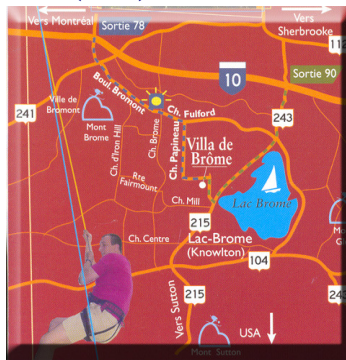 Vers Montréal
Sortie 78
Vers
Sherbrooke
112
10
Sortie 90
Boul. Bromont
Ville de
Bromont
241
Mont
Brome
Ch. Fulford
243
Ch. d'Iron Hill
Ch. Brome
Ch. Papineau
Villa de
Brôme
Rte
Fairmount
Ch. Mill
Lac Brome
215
Lac-Brome
(Knowlton)
Ch. Centre
104
215
Vers Sutton
USA
Mont Sutton